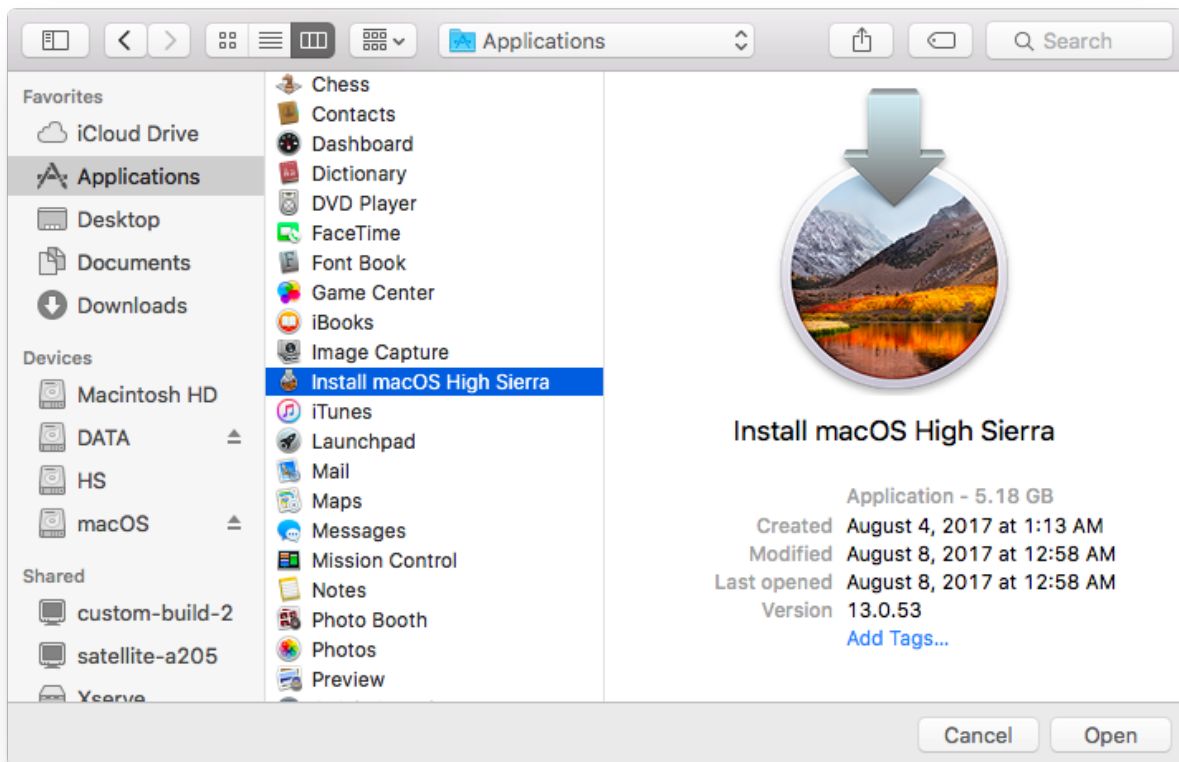 Applications
Search
Favorites
iCloud Drive
Applications
Desktop
Documents
Downloads
Devices
Macintosh HD
DATA
HS
macOS
Shared
custom-build-2
satellite-a205
Xserve
Chess
Contacts
Dashboard
Dictionary
DVD Player
FaceTime
Font Book
Game Center
iBooks
Image Capture
Install macOS High Sierra
iTunes
Launchpad
Mail
Maps
Messages
Mission Control
Notes
Photo Booth
Photos
Preview
Install macOS High Sierra
Application - 5.18 GB
Created August 4, 2017 at 1:13 AM
Modified August 8, 2017 at 12:58 AM
Last opened August 8, 2017 at 12:58 AM
Version 13.0.53
Add Tags...
Cancel
Open